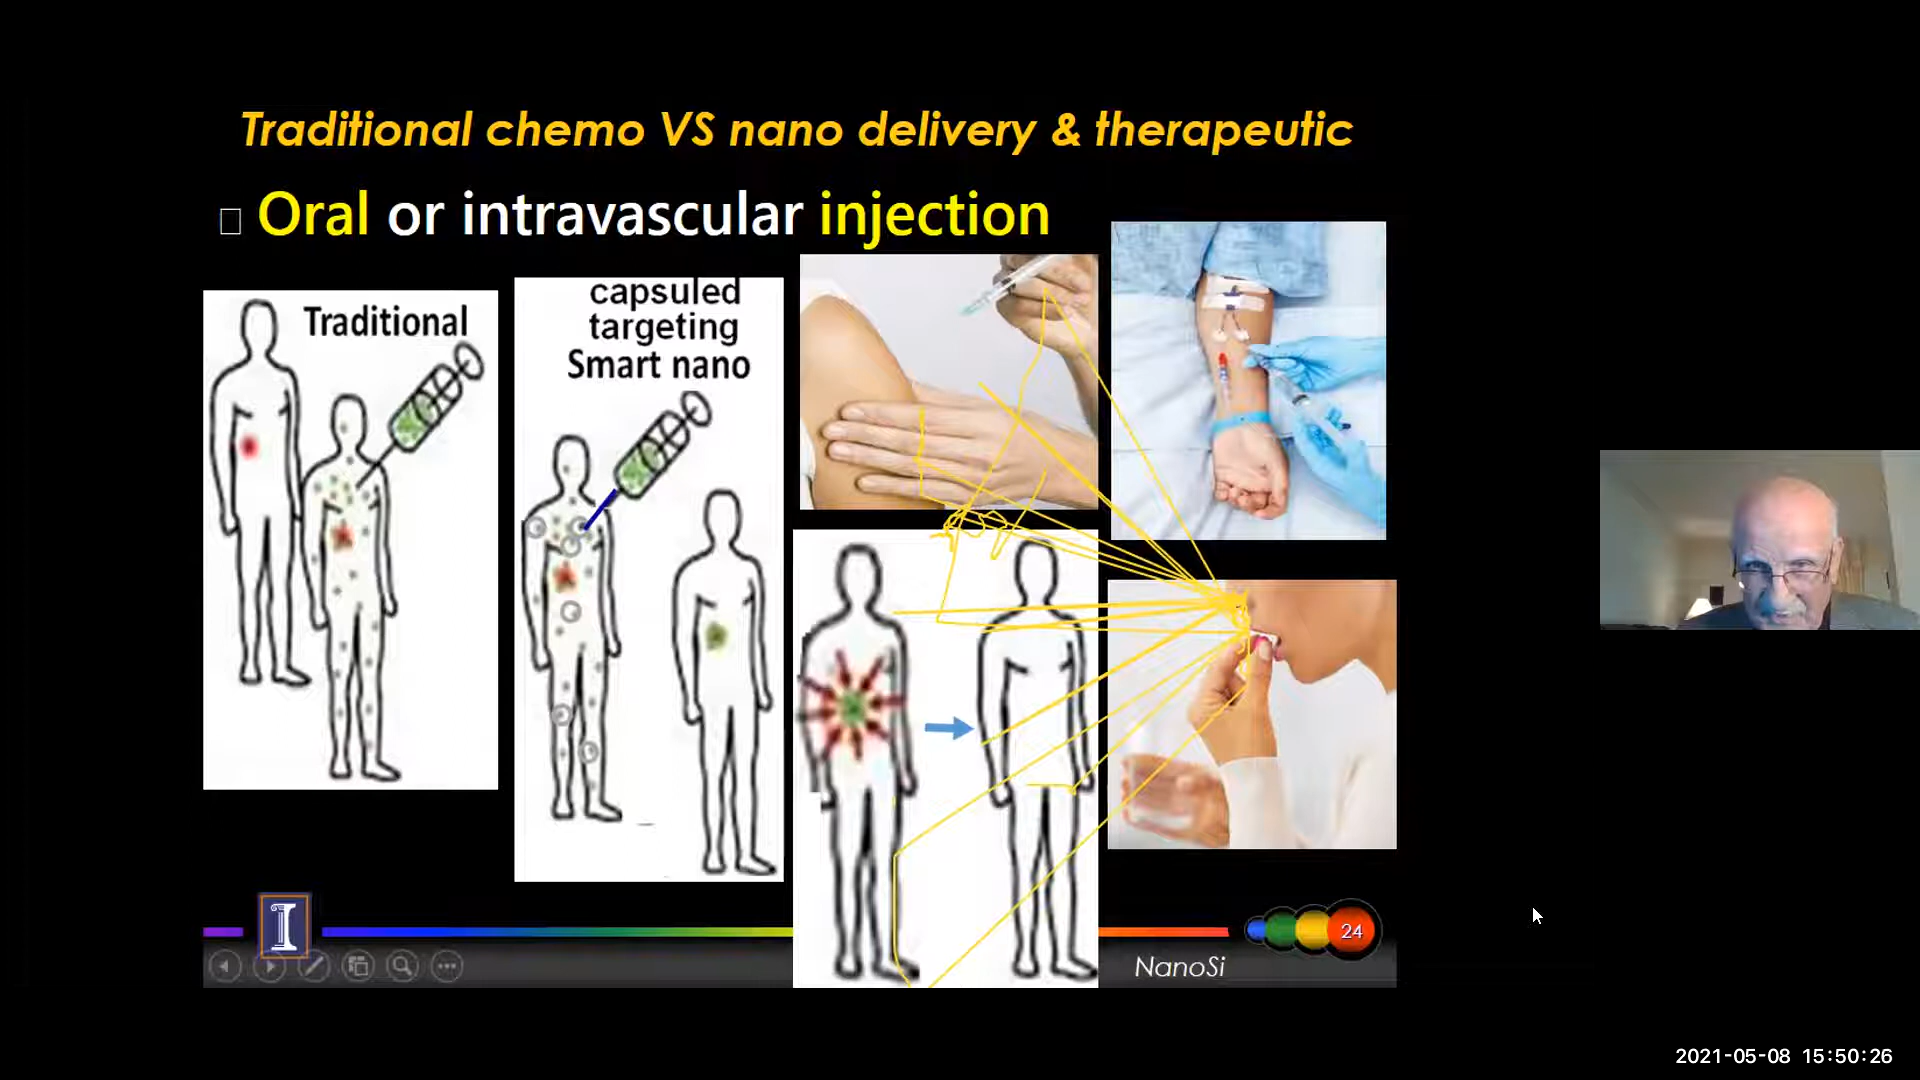 Traditional chemo VS nano delivery & therapeutic
Oral or intravascular injection
Traditional
capsuled
targeting
Smart nano
I
24
NanoSi
2021-05-08 15:50:26